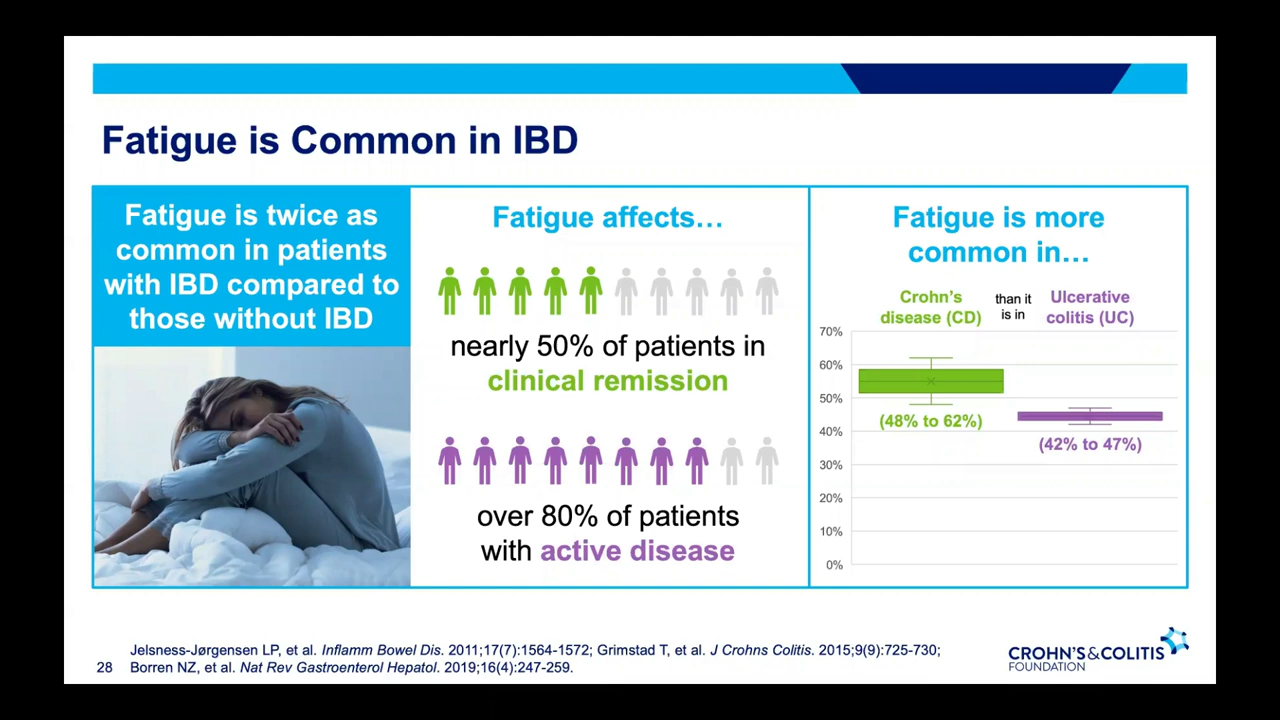 Fatigue is Common in IBD
Fatigue is twice as
common in patients
with IBD compared to
those without IBD
Fatigue affects…
nearly 50% of patients in
clinical remission
over 80% of patients
with active disease
Fatigue is more
common in…
Crohn's
disease (CD)
than it
is in
Ulcerative
colitis (UC)
70%
60%
50%
40%
30%
20%
10%
0%
(48% to 62%)
(42% to 47%)
Jelsness-Jørgensen LP, et al. Inflamm Bowel Dis. 2011;17(7):1564-1572; Grimstad T, et al. J Crohns Colitis. 2015;9(9):725-730;
28 Borren NZ, et al. Nat Rev Gastroenterol Hepatol. 2019;16(4):247-259.
CROHN'S&COLITIS
FOUNDATION